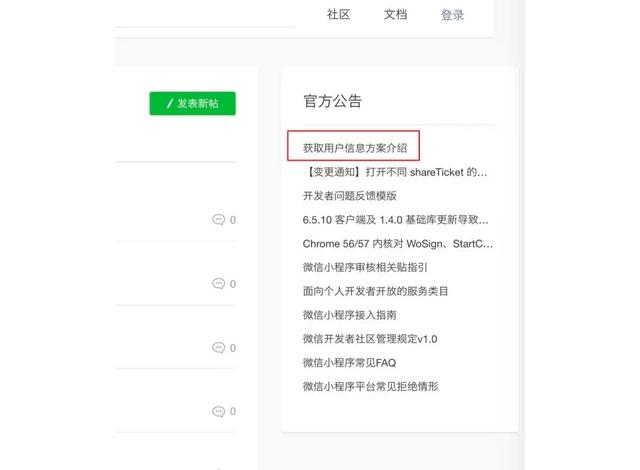 社区 文档 登录
发表新帖
官方公告
获取用户信息方案介绍
【变更通知】打开不同 shareTicket 的...
开发者问题反馈模版
0
6.5.10 客户端及 1.4.0 基础库更新导致...
Chrome 56/57 内核对 WoSign、StartC...
微信小程序审核相关贴指引
0
面向个人开发者开放的服务类目
微信小程序接入指南
微信开发者社区管理规定v1.0
0
微信小程序常见FAQ
微信小程序平台常见拒绝情形
0